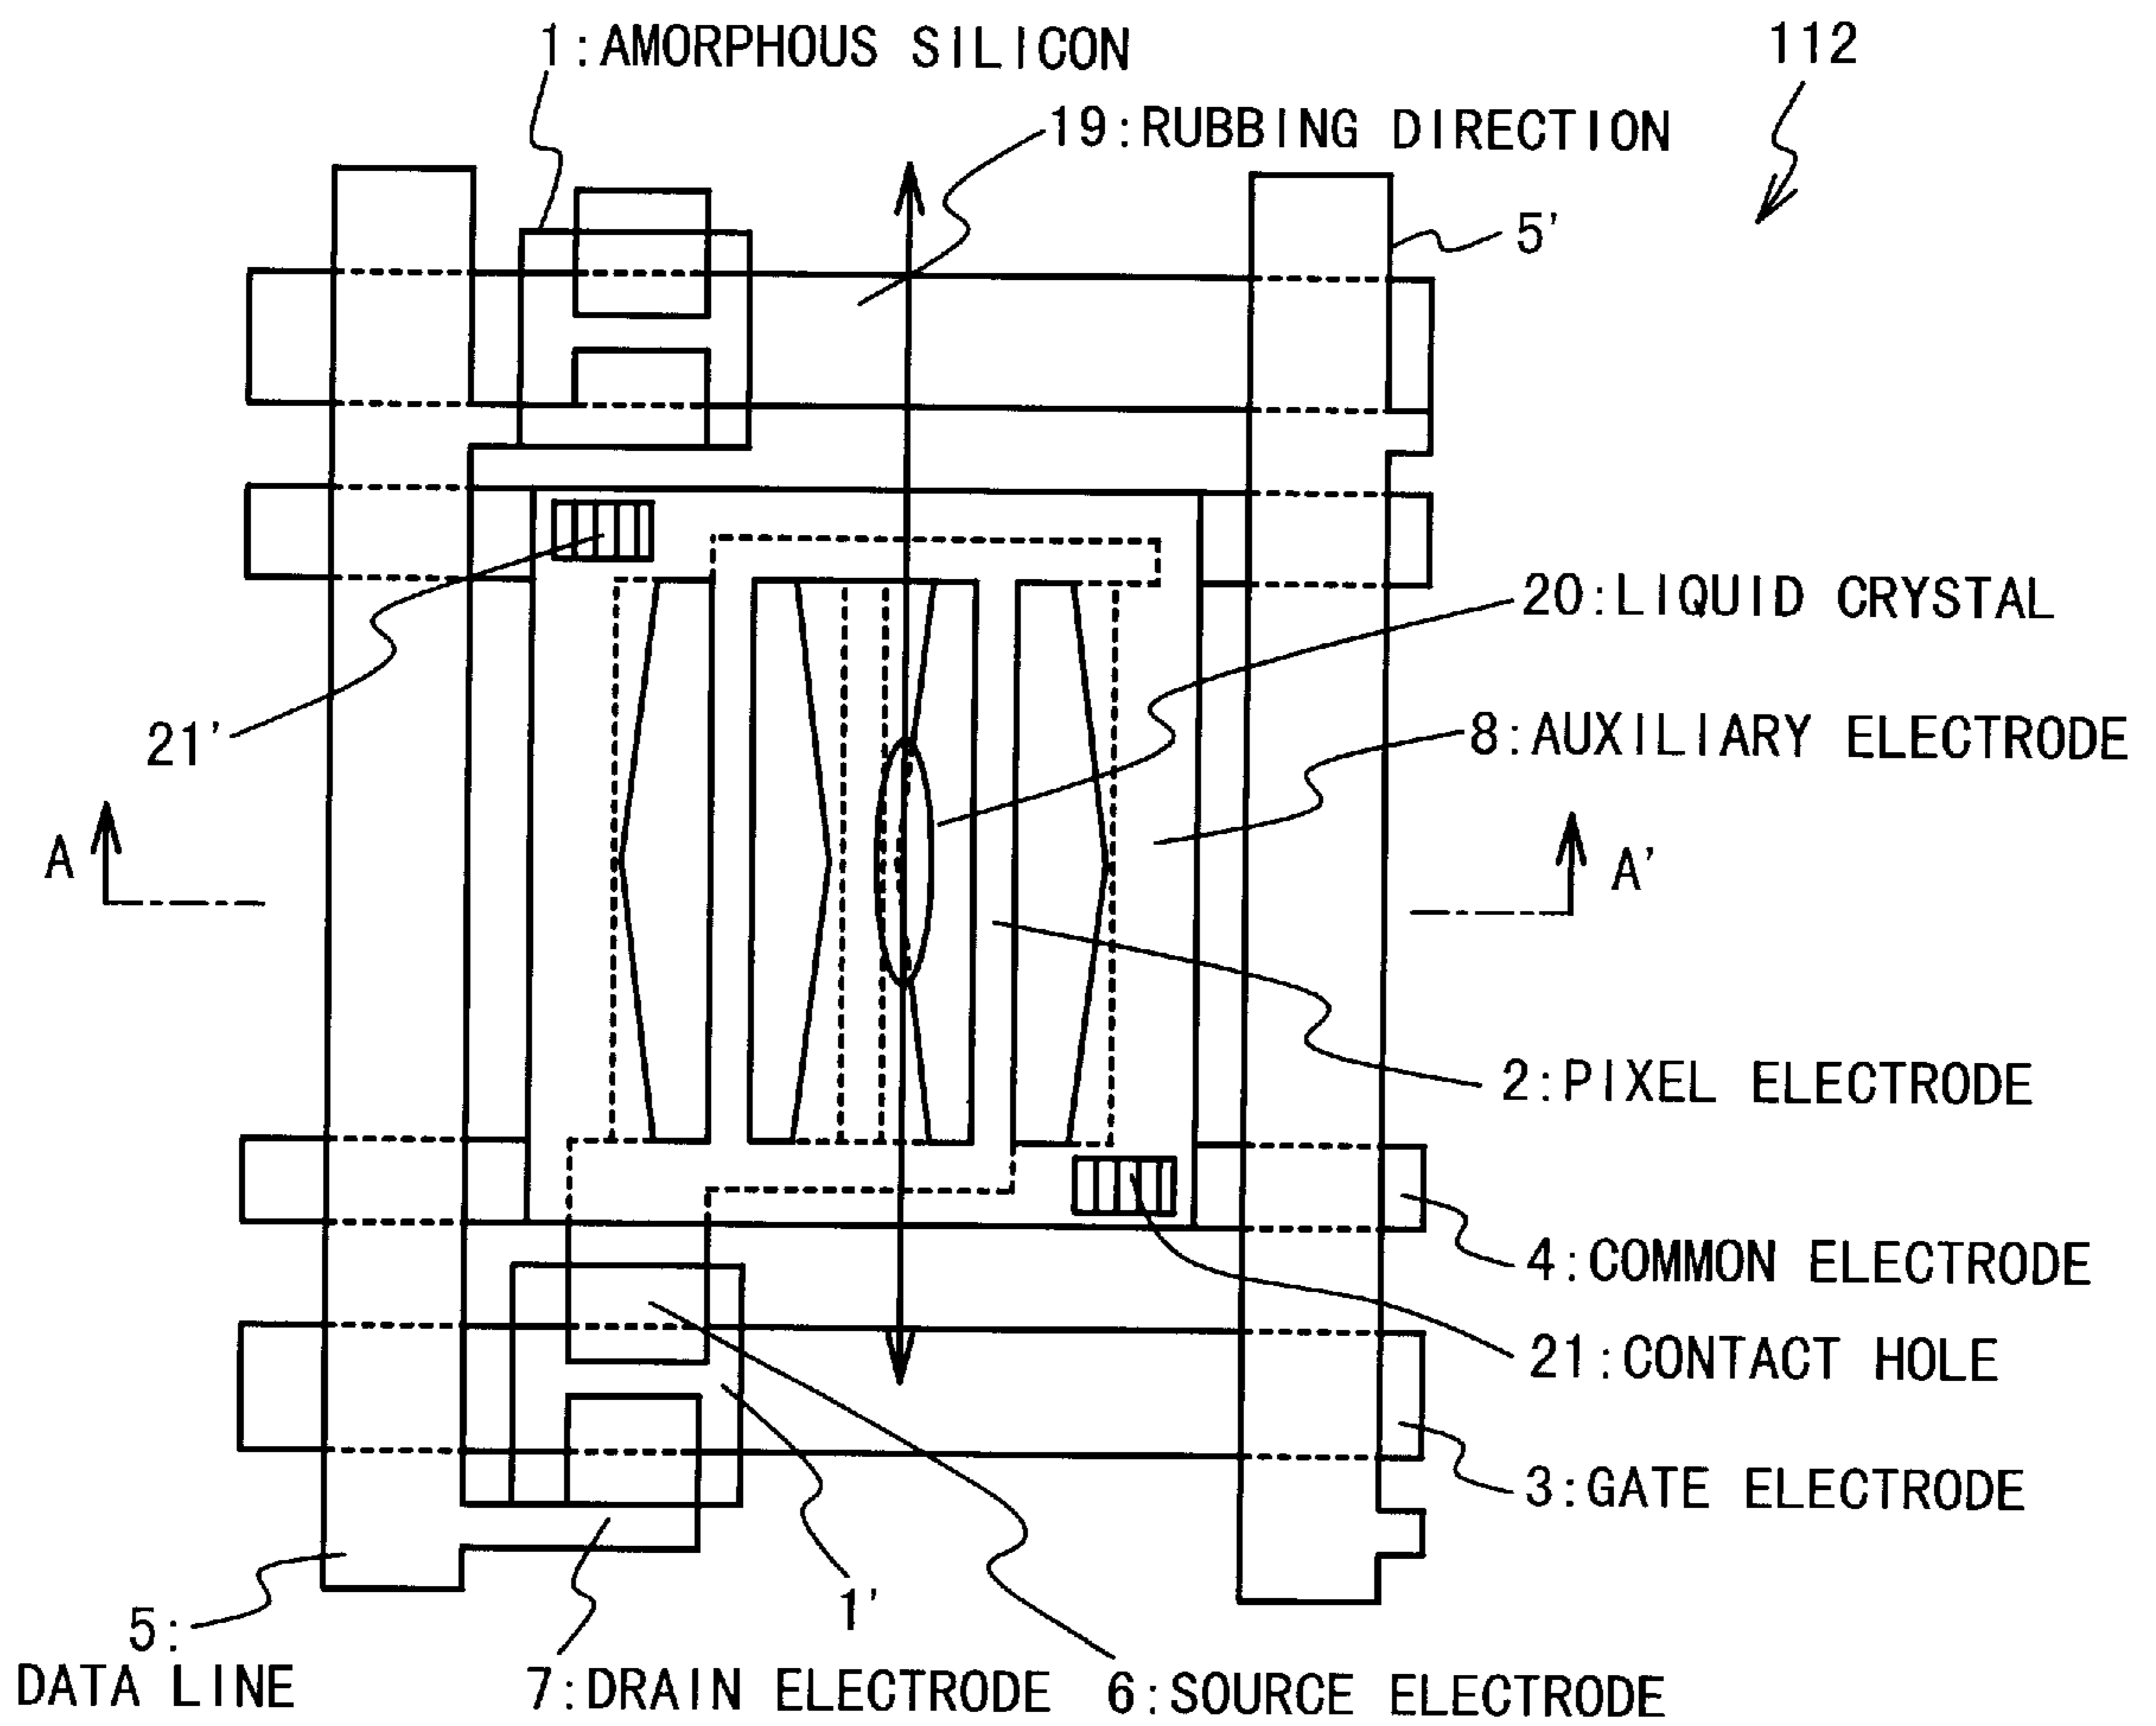 1:AMORPHOUS SILICON
112
19:RUBBING DIRECTION
5'
20:LIQUID CRYSTAL
21'
8:AUXILIARY ELECTRODE
A
A'
2:PIXEL ELECTRODE
4:COMMON ELECTRODE
21:CONTACT HOLE
3:GATE ELECTRODE
1'
5:
DATA LINE
7:DRAIN ELECTRODE
6:SOURCE ELECTRODE